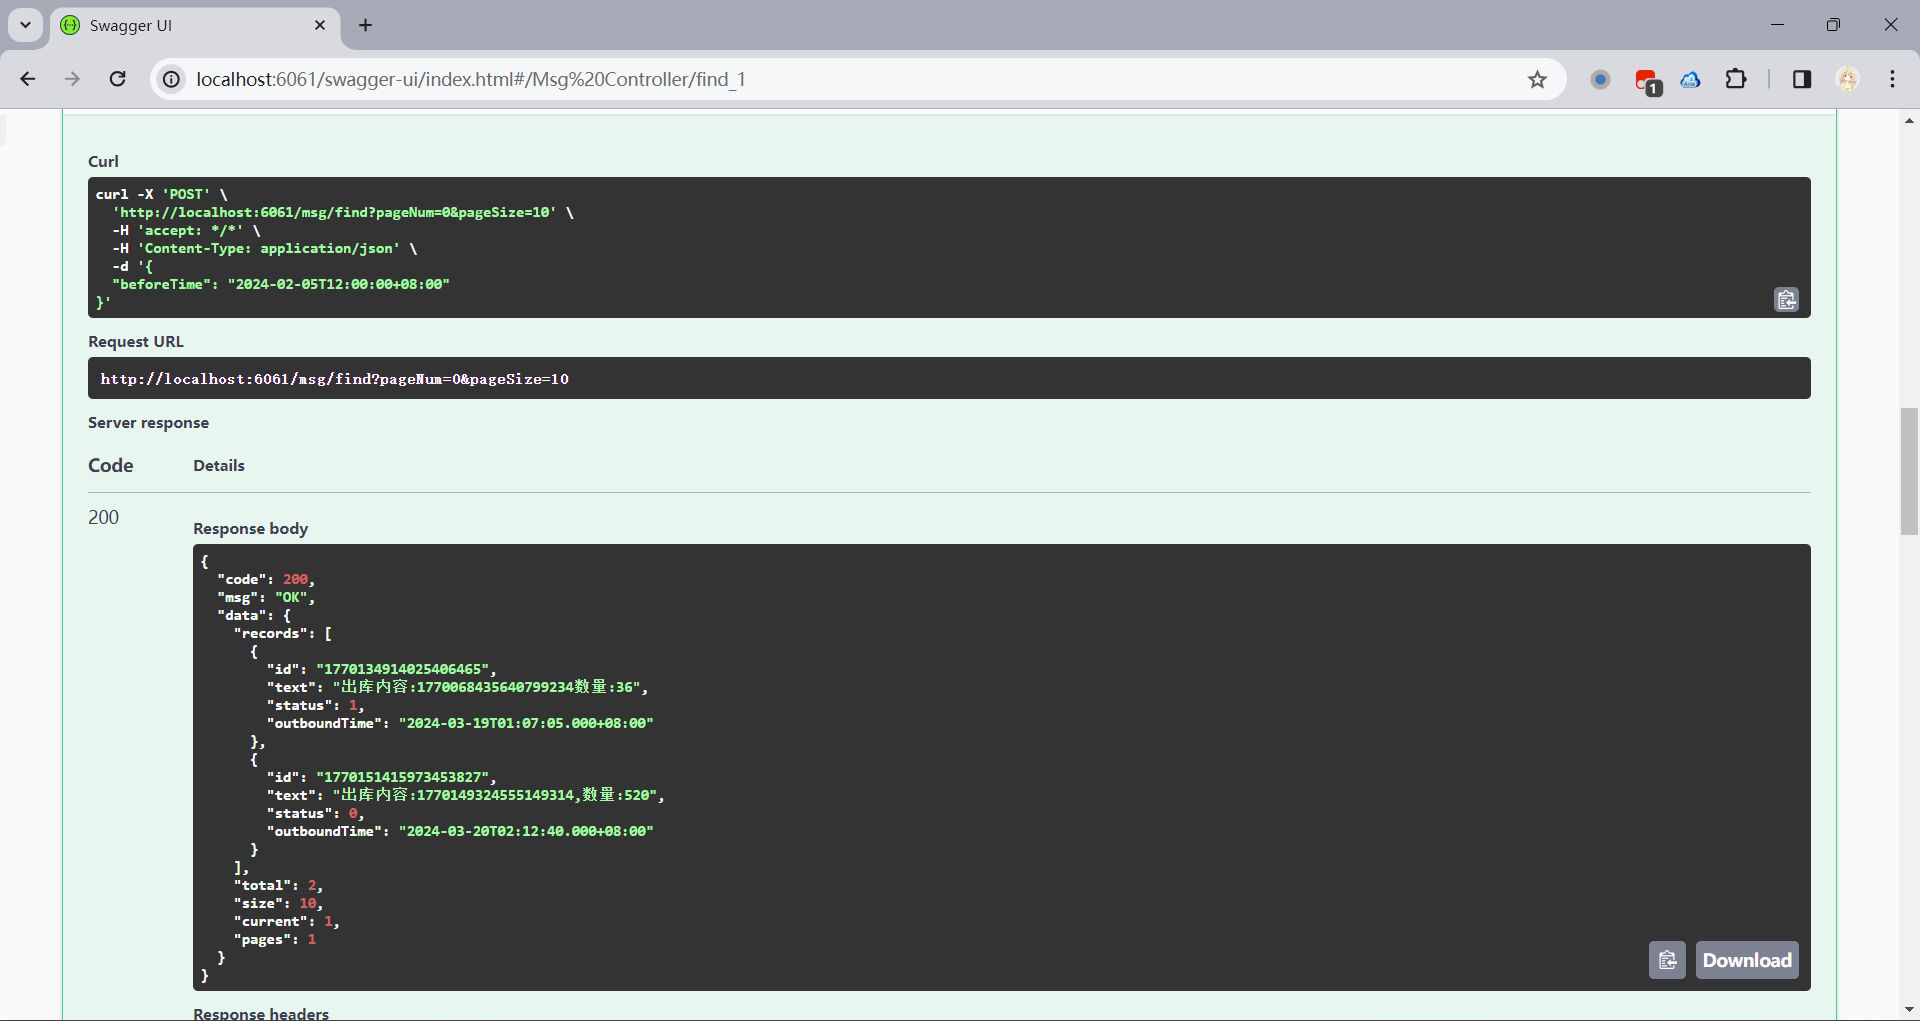 Swagger UI
localhost:6061/swagger-ui/index.html#/Msg%20Controller/find_1
1
Curl
curl -X 'POST' \
'http://localhost:6061/msg/find?pageNum=0&pageSize=10' \
-H 'accept: */*' \
-H 'Content-Type: application/json' \
-d '{
"beforeTime": "2024-02-05T12:00:00+08:00"
}'
Request URL
http://localhost:6061/msg/find?pageNum=0&pageSize=10
Server response
Code Details
200
Response body
{
"code": 200,
"msg": "OK",
"data": {
"records": [
{
"id": "1770134914025406465",
"text": "出库内容:1770068435640799234数量:36",
"status": 1,
"outboundTime": "2024-03-19T01:07:05.000+08:00"
},
{
"id": "1770151415973453827",
"text": "出库内容:1770149324555149314,数量:520",
"status": 0,
"outboundTime": "2024-03-20T02:12:40.000+08:00"
}
],
"total": 2,
"size": 10,
"current": 1,
"pages": 1
}
}
Download
Response headers